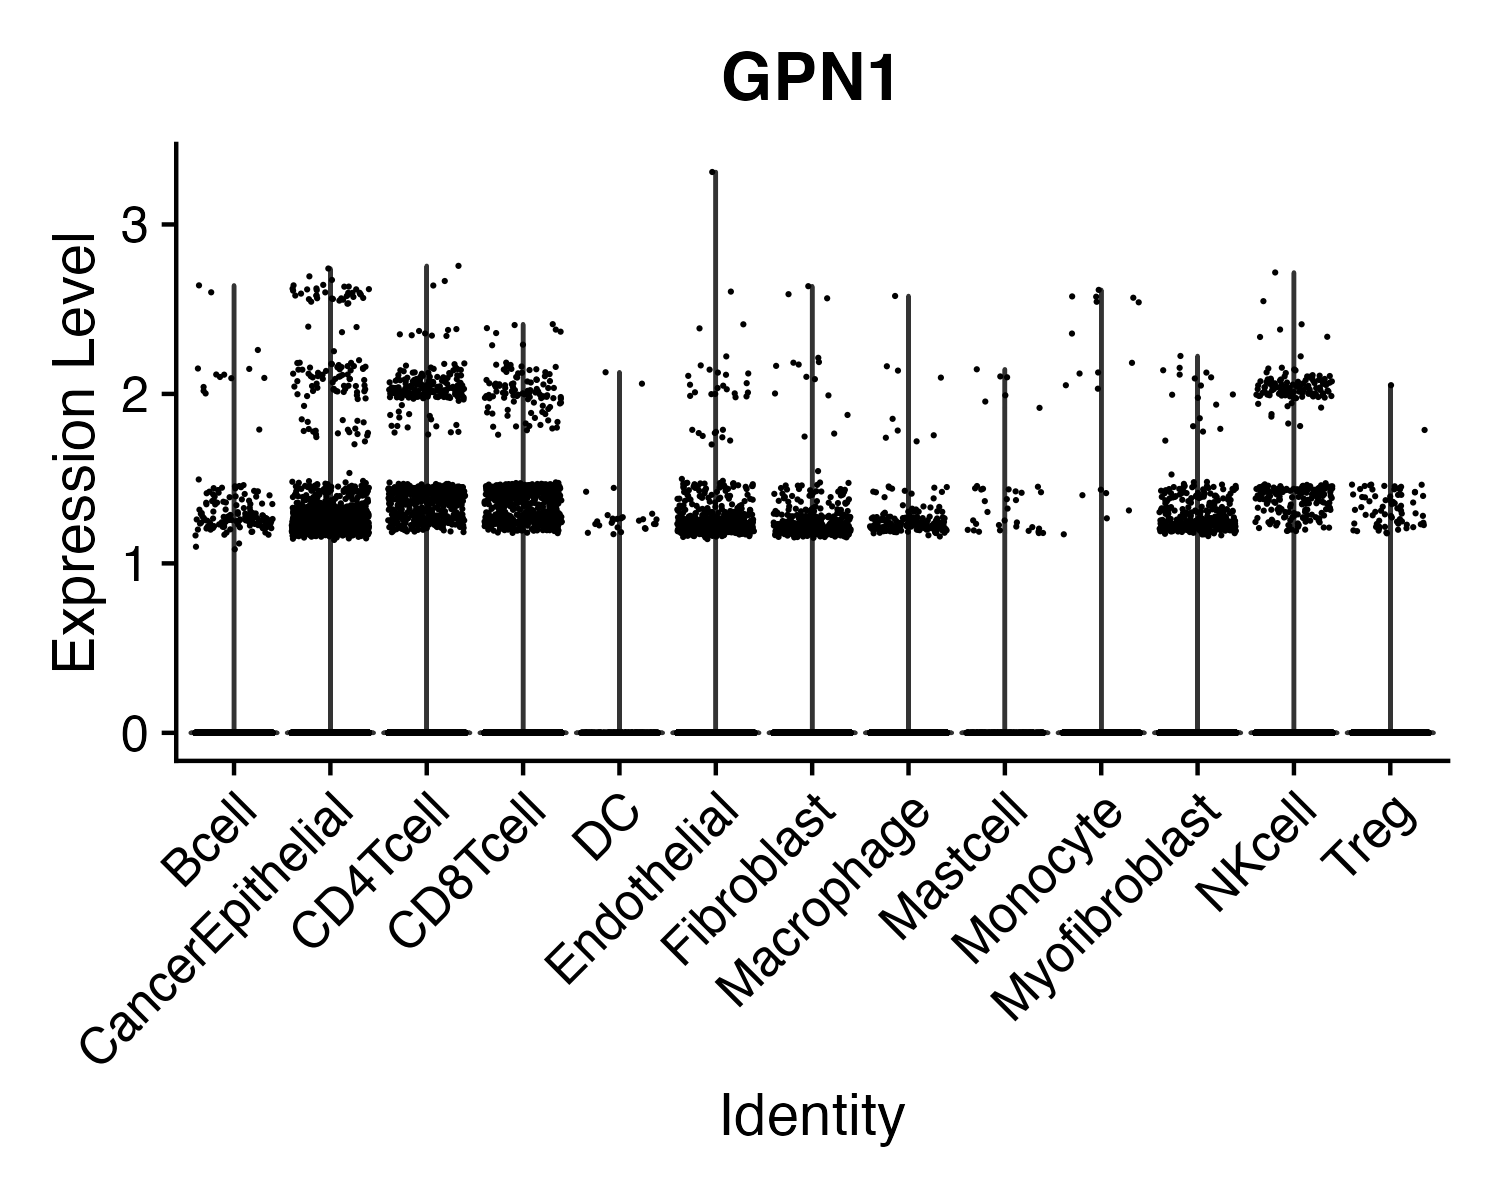 GPN1
Expression Level
3
2
1
0
Bcell
CancerEpithelial
CD4Tcell
CD8Tcell
DC
Endothelial
Fibroblast
Macrophage
Mastcell
Monocyte
Myofibroblast
NKcell
Treg
Identity